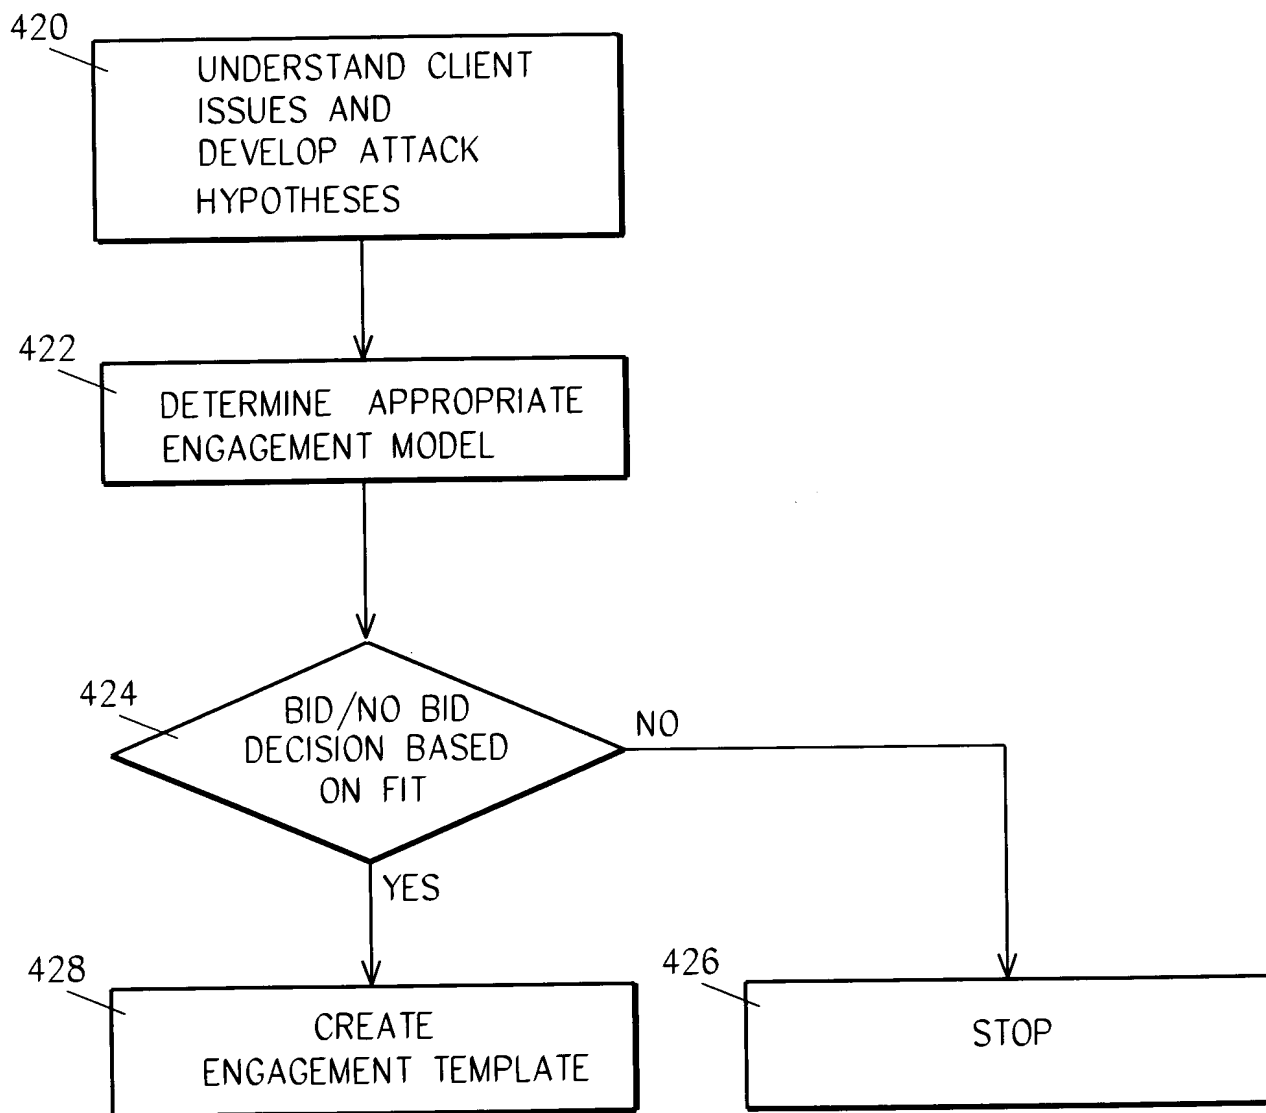 420
UNDERSTAND CLIENT
ISSUES AND
DEVELOP ATTACK
HYPOTHESES
422
DETERMINE APPROPRIATE
ENGAGEMENT MODEL
424
BID/NO BID
DECISION BASED
ON FIT
NO
YES
428
CREATE
ENGAGEMENT TEMPLATE
426
STOP